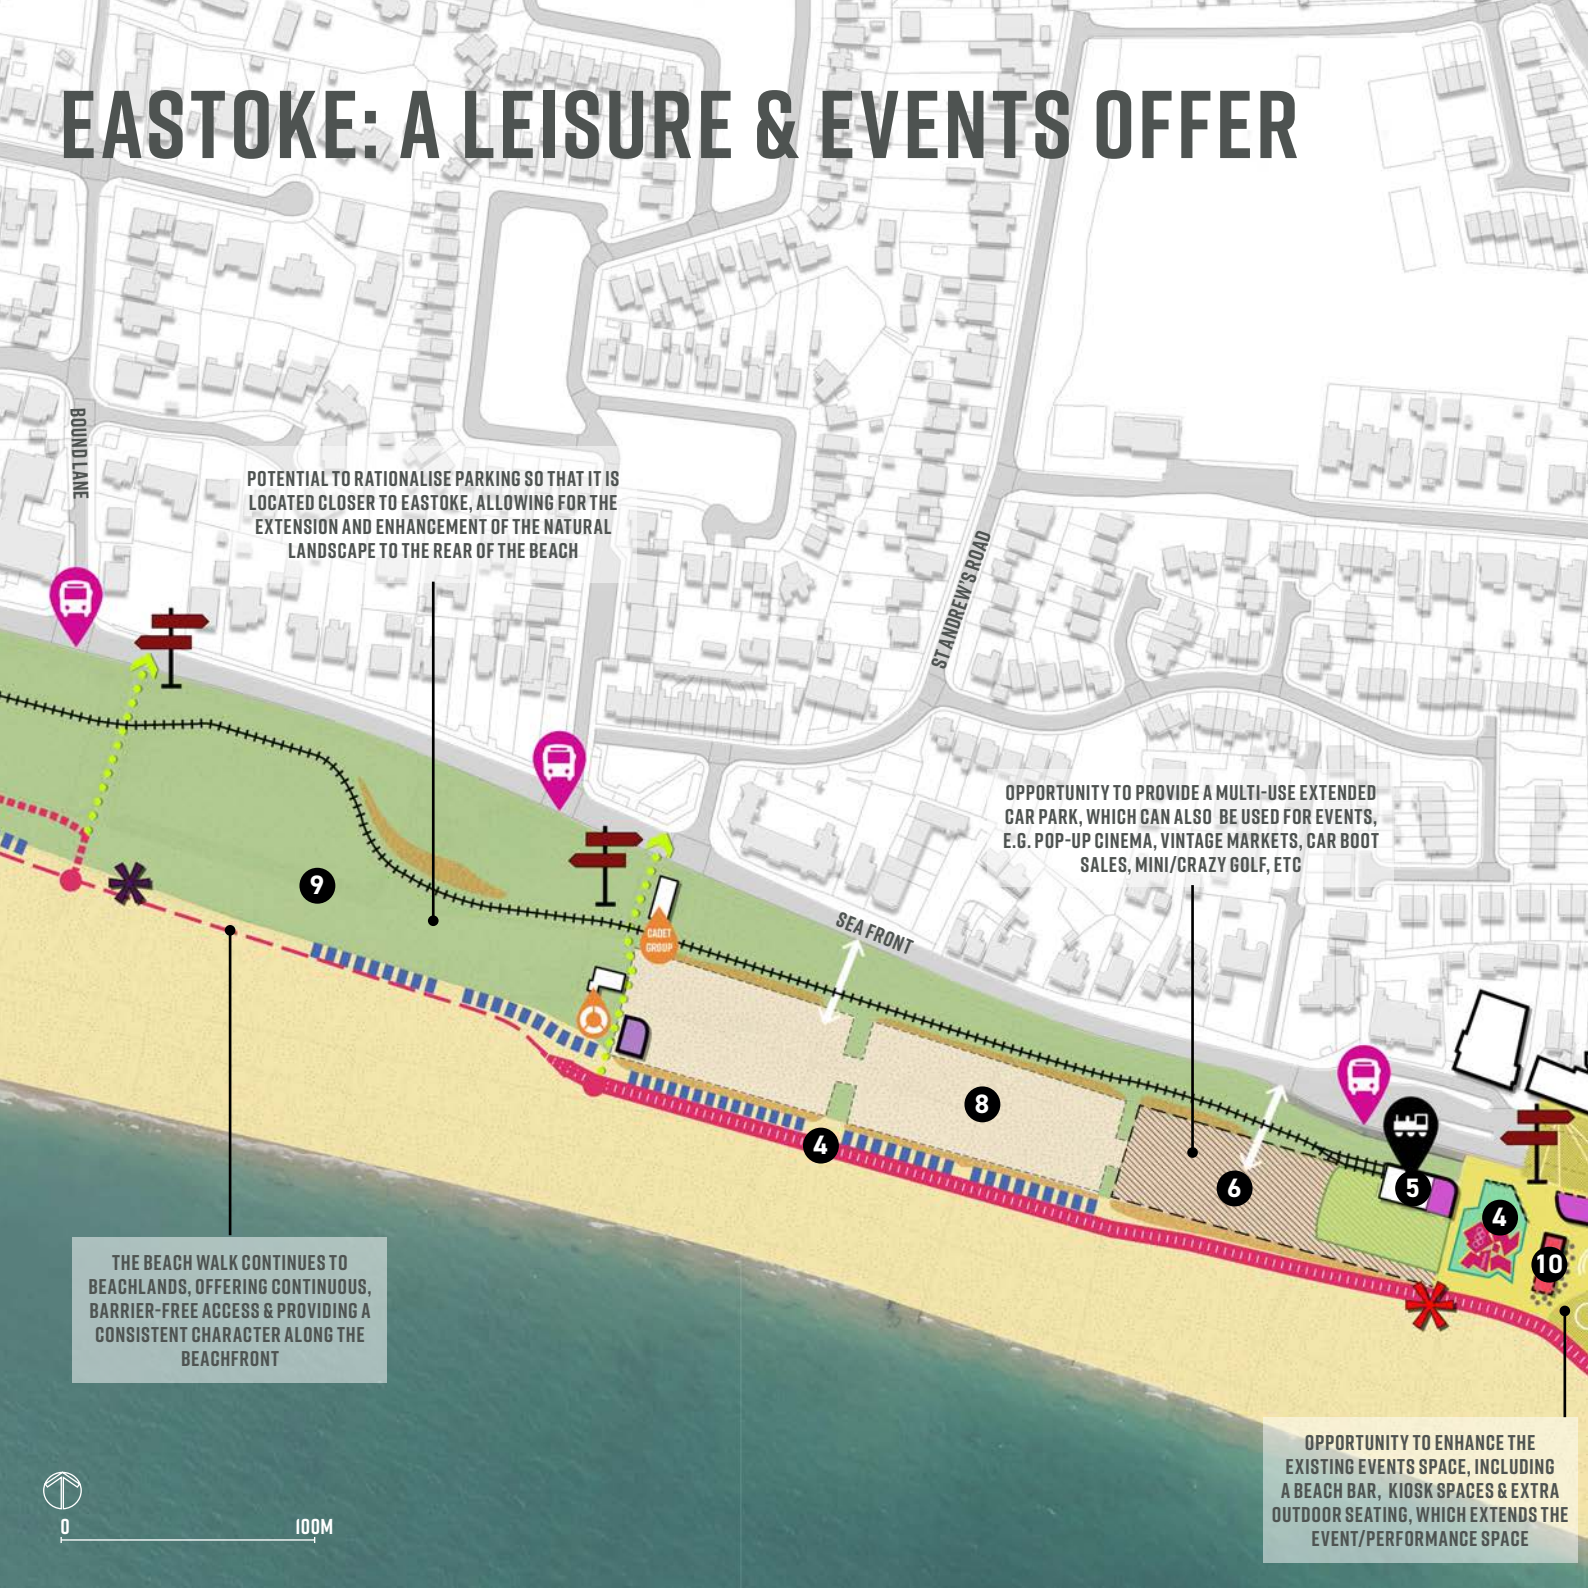 EASTOKE: A LEISURE & EVENTS OFFER
BOUND LANE
POTENTIAL TO RATIONALISE PARKING SO THAT IT IS
LOCATED CLOSER TO EASTOKE, ALLOWING FOR THE
EXTENSION AND ENHANCEMENT OF THE NATURAL
LANDSCAPE TO THE REAR OF THE BEACH
ST ANDREW'S ROAD
OPPORTUNITY TO PROVIDE A MULTI-USE EXTENDED
CAR PARK, WHICH CAN ALSO BE USED FOR EVENTS,
E.G. POP-UP CINEMA, VINTAGE MARKETS, CAR BOOT
SALES, MINI/CRAZY GOLF, ETC
9
CADET
GROUP
SEA FRONT
8
4
6
5
4
10
THE BEACH WALK CONTINUES TO
BEACHLANDS, OFFERING CONTINUOUS,
BARRIER-FREE ACCESS & PROVIDING A
CONSISTENT CHARACTER ALONG THE
BEACHFRONT
OPPORTUNITY TO ENHANCE THE
EXISTING EVENTS SPACE, INCLUDING
A BEACH BAR, KIOSK SPACES & EXTRA
OUTDOOR SEATING, WHICH EXTENDS THE
EVENT/PERFORMANCE SPACE
0 100M